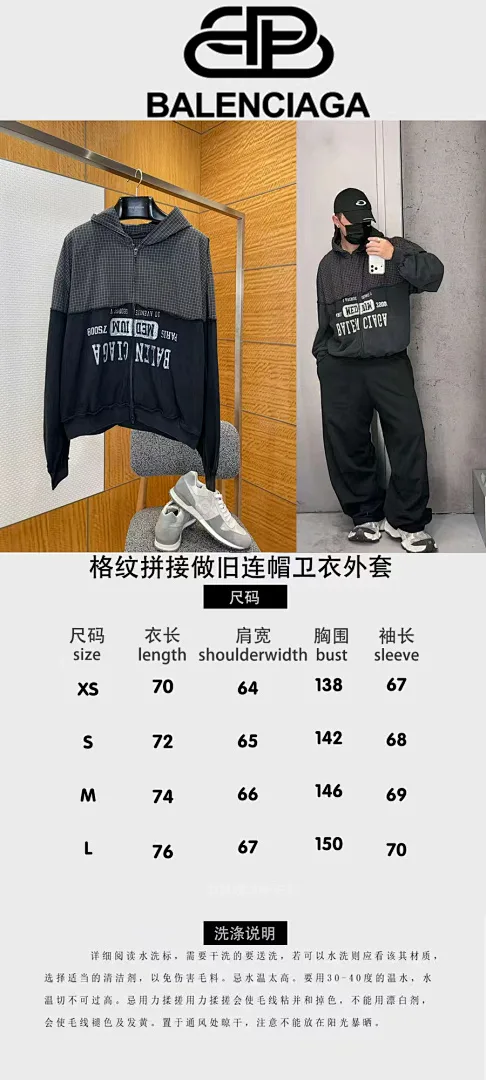 BALENCIAGA
75008 PARIS
MEDIUM
BALENCIAGA
MEDIUM
BALENCIAGA
格纹拼接做旧连帽卫衣外套
尺码
尺码 衣长 肩宽 胸围 袖长
size length shoulderwidth bust sleeve
XS 70 64 138 67
S 72 65 142 68
M 74 66 146 69
L 76 67 150 70
洗涤说明
详细阅读水洗标，需要干洗的要送洗，若可以水洗则应看该其材质，
选择适当的清洁剂，以免伤害毛料。忌水温太高。要用30-40度的温水，水
温切不可过高。忌用力揉搓用力揉搓会使毛线粘并和掉色，不能用漂白剂，
会使毛线褪色及发黄。置于通风处晾干，注意不能放在阳光暴晒。